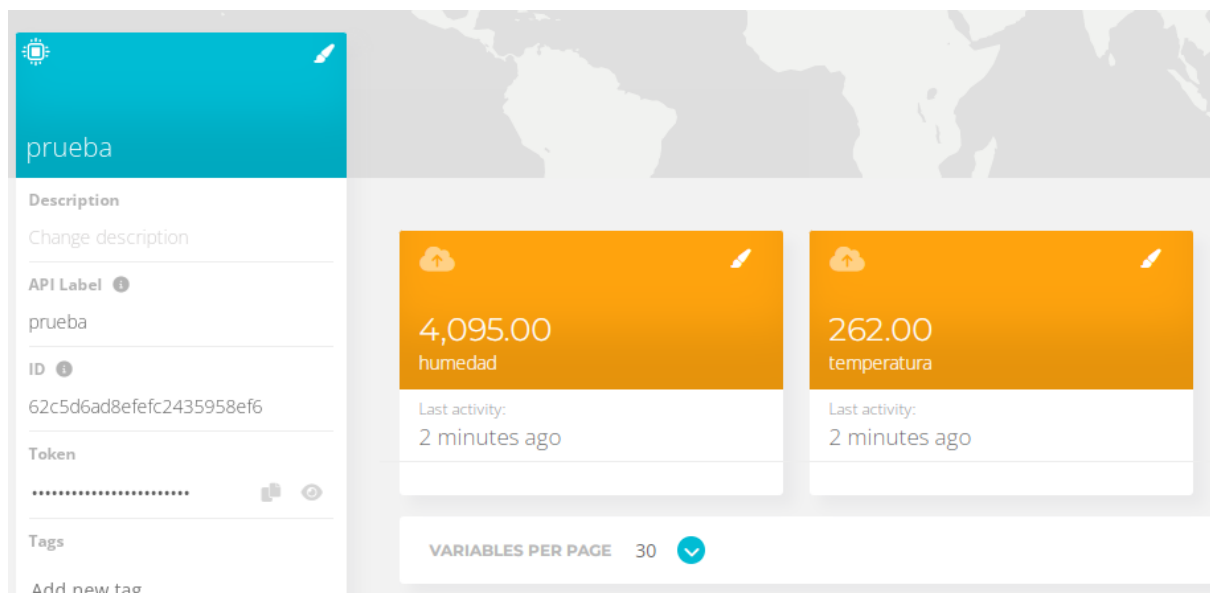 prueba
Description
Change description
API Label
prueba
ID
62c5d6ad8efefc2435958ef6
Token
••••••••••••••••••••••••
Tags
Add new tag
4,095.00
humedad
Last activity:
2 minutes ago
262.00
temperatura
Last activity:
2 minutes ago
VARIABLES PER PAGE 30